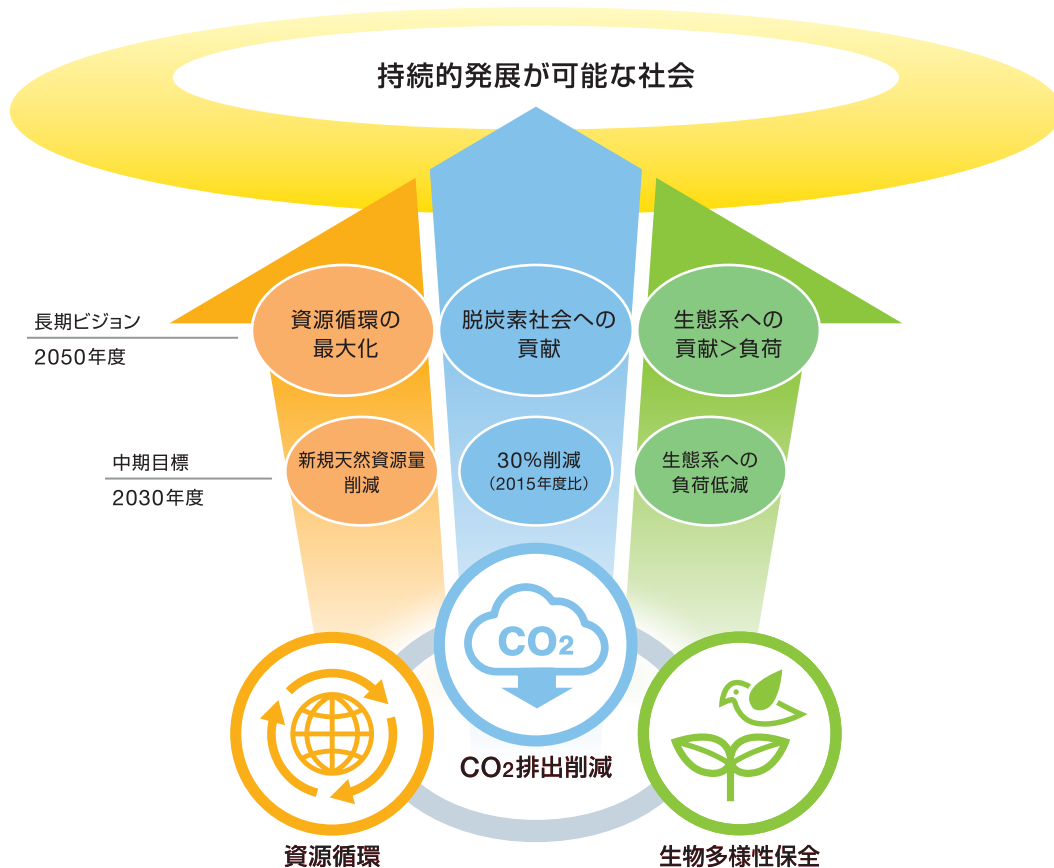 持続的発展が可能な社会
長期ビジョン
2050年度
資源循環の
最大化
脱炭素社会への
貢献
生態系への
貢献>負荷
中期目標
2030年度
新規天然資源量
削減
30%削減
（2015年度比）
生態系への
負荷低減
CO2
CO2排出削減
資源循環
生物多様性保全